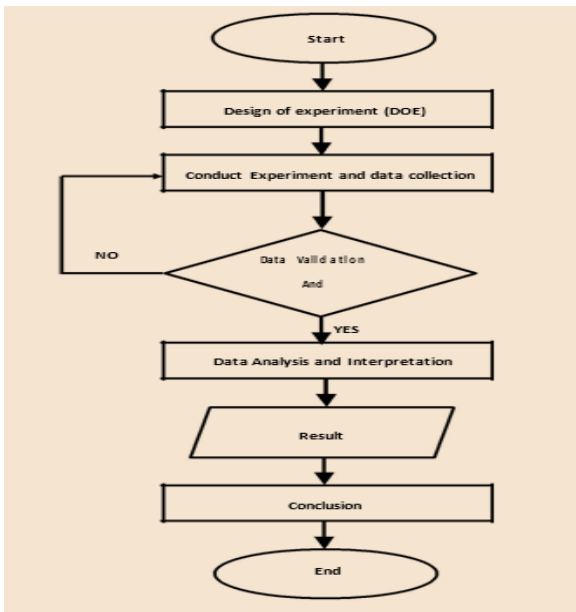 Start
Design of experiment (DOE)
Conduct Experiment and data collection
NO
Data Validation
And
YES
Data Analysis and Interpretation
Result
Conclusion
End